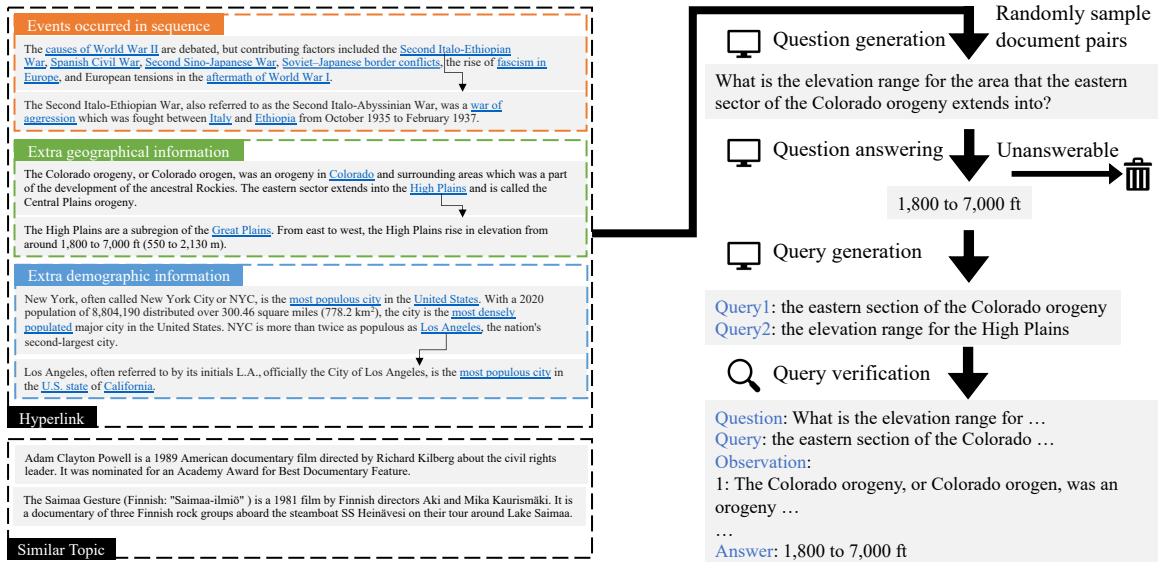 Events occurred in sequence
The causes of World War II are debated, but contributing factors included the Second Italo-Ethiopian
War, Spanish Civil War, Second Sino-Japanese War, Soviet–Japanese border conflicts, the rise of fascism in
Europe, and European tensions in the aftermath of World War I.
The Second Italo-Ethiopian War, also referred to as the Second Italo-Abyssinian War, was a war of
aggression which was fought between Italy and Ethiopia from October 1935 to February 1937.
Extra geographical information
The Colorado orogeny, or Colorado orogen, was an orogeny in Colorado and surrounding areas which was a
part of the development of the ancestral Rockies. The eastern sector extends into the High Plains and is called the
Central Plains orogeny.
The High Plains are a subregion of the Great Plains. From east to west, the High Plains rise in elevation from
around 1,800 to 7,000 ft (550 to 2,130 m).
Extra demographic information
New York, often called New York City or NYC, is the most populous city in the United States. With a 2020
population of 8,804,190 distributed over 300.46 square miles (778.2 km²), the city is the most densely
populated major city in the United States. NYC is more than twice as populous as Los Angeles, the nation's
second-largest city.
Los Angeles, often referred to by its initials L.A., officially the City of Los Angeles, is the most populous city in
the U.S. state of California.
Hyperlink
Adam Clayton Powell is a 1989 American documentary film directed by Richard Kilberg about the civil rights
leader. It was nominated for an Academy Award for Best Documentary Feature.
The Saimaa Gesture (Finnish: "Saimaa-ilmiö" ) is a 1981 film by Finnish directors Aki and Mika Kaurismäki. It is
a documentary of three Finnish rock groups aboard the steamboat SS Heinävesi on their tour around Lake Saimaa.
Similar Topic
Randomly sample
document pairs
Question generation
What is the elevation range for the area that the eastern
sector of the Colorado orogeny extends into?
Question answering
Unanswerable
1,800 to 7,000 ft
Query generation
Query1: the eastern section of the Colorado orogeny
Query2: the elevation range for the High Plains
Query verification
Question: What is the elevation range for …
Query: the eastern section of the Colorado …
Observation:
1: The Colorado orogeny, or Colorado orogen, was an
orogeny …
…
Answer: 1,800 to 7,000 ft